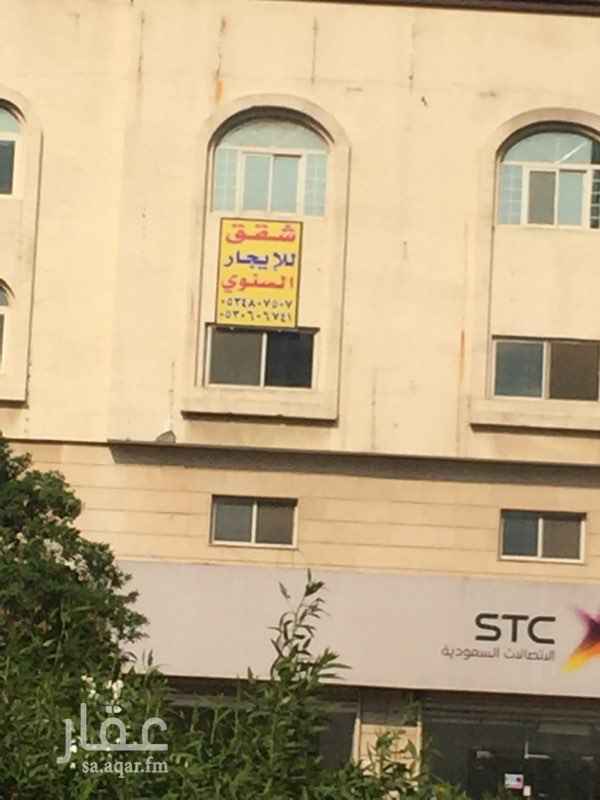 شقق
للإيجار
السنوي
٠٥٣٤٨٠٧٥٠٧
٠٥٣٠٦٠٦٧٤١
STC
الاتصالات السعودية
عقار
sa.aqar.fm